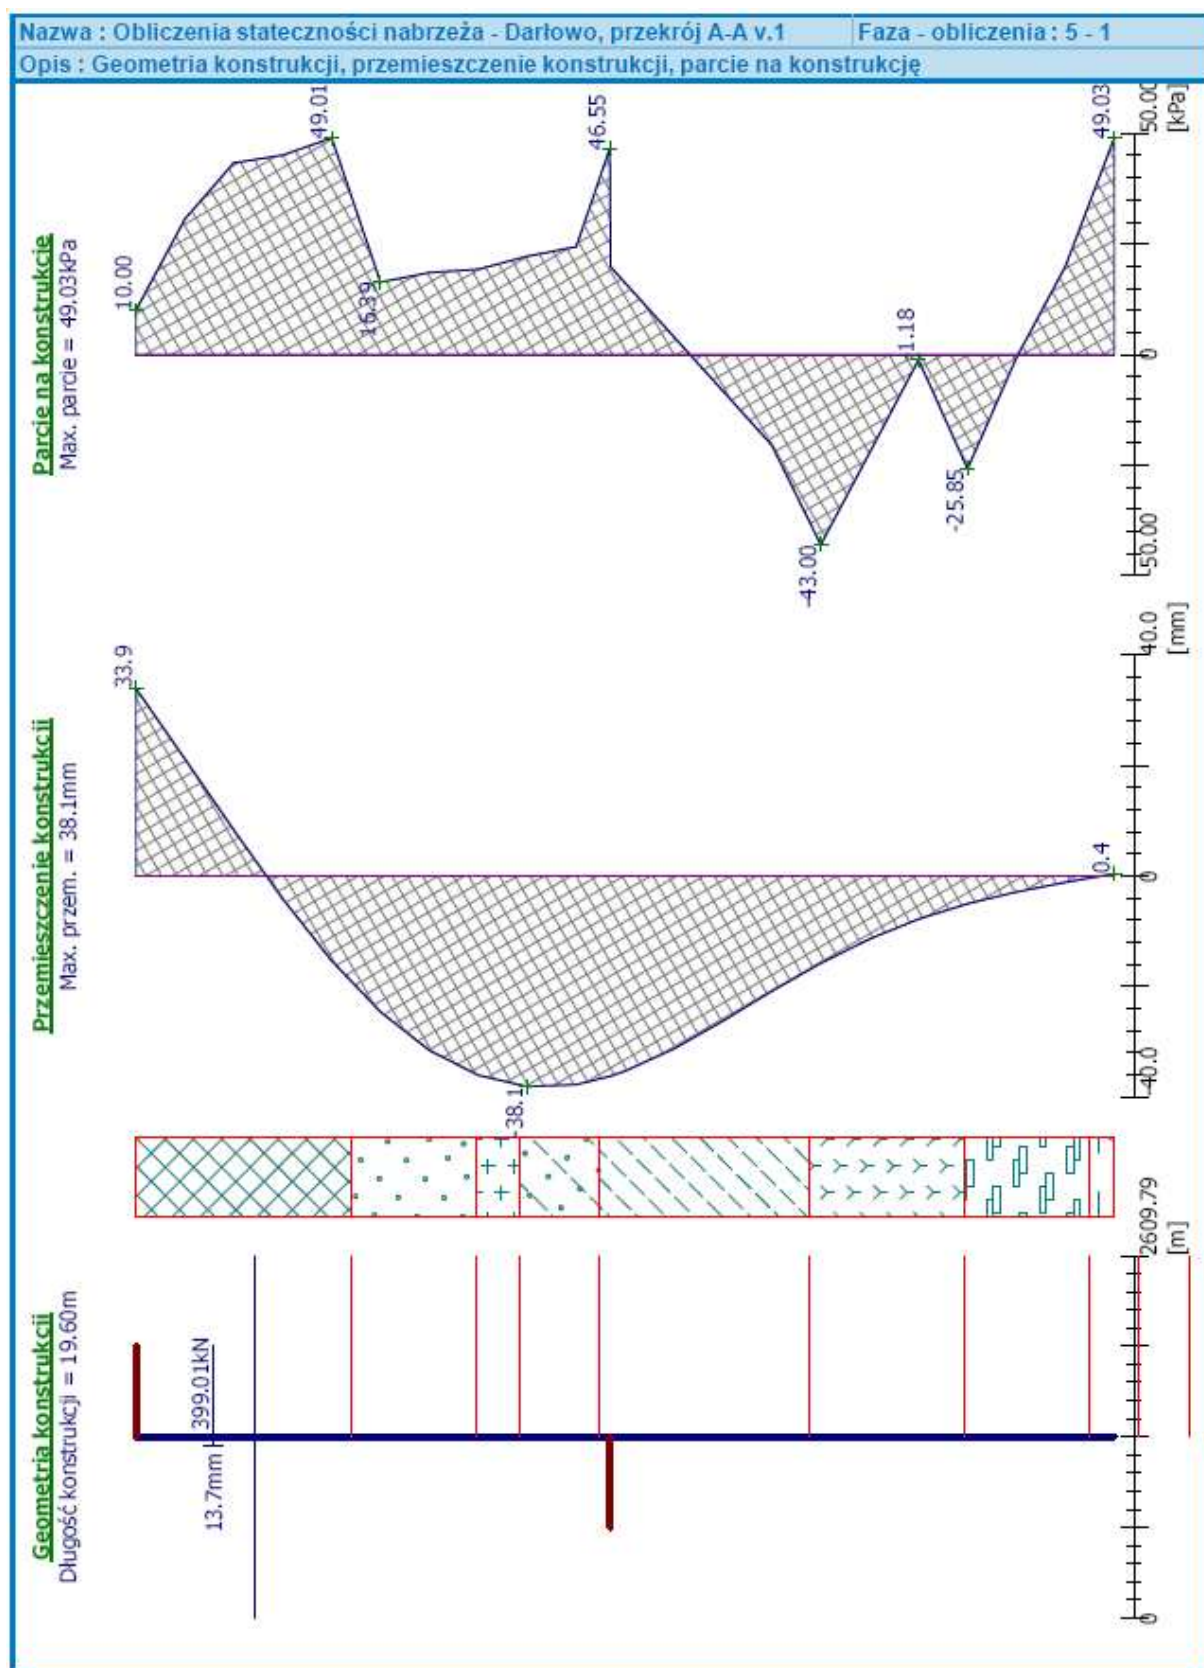 Nazwa : Obliczenia stateczności nabrzeża - Darłowo, przekrój A-A v.1
Faza - obliczenia : 5 - 1
Opis : Geometria konstrukcji, przemieszczenie konstrukcji, parcie na konstrukcję
Geometria konstrukcji
Długość konstrukcji = 19.60m
13.7mm
399.01kN
0
2609.79
[m]
Przemieszczenie konstrukcji
Max. przem. = 38.1mm
33.9
-38.1
0.4
-40.0
0
40.0
[mm]
Parcie na konstrukcję
Max. parcie = 49.03kPa
10.00
49.01
16.39
46.55
-43.00
1.18
-25.85
49.03
-50.00
0
50.00
[kPa]